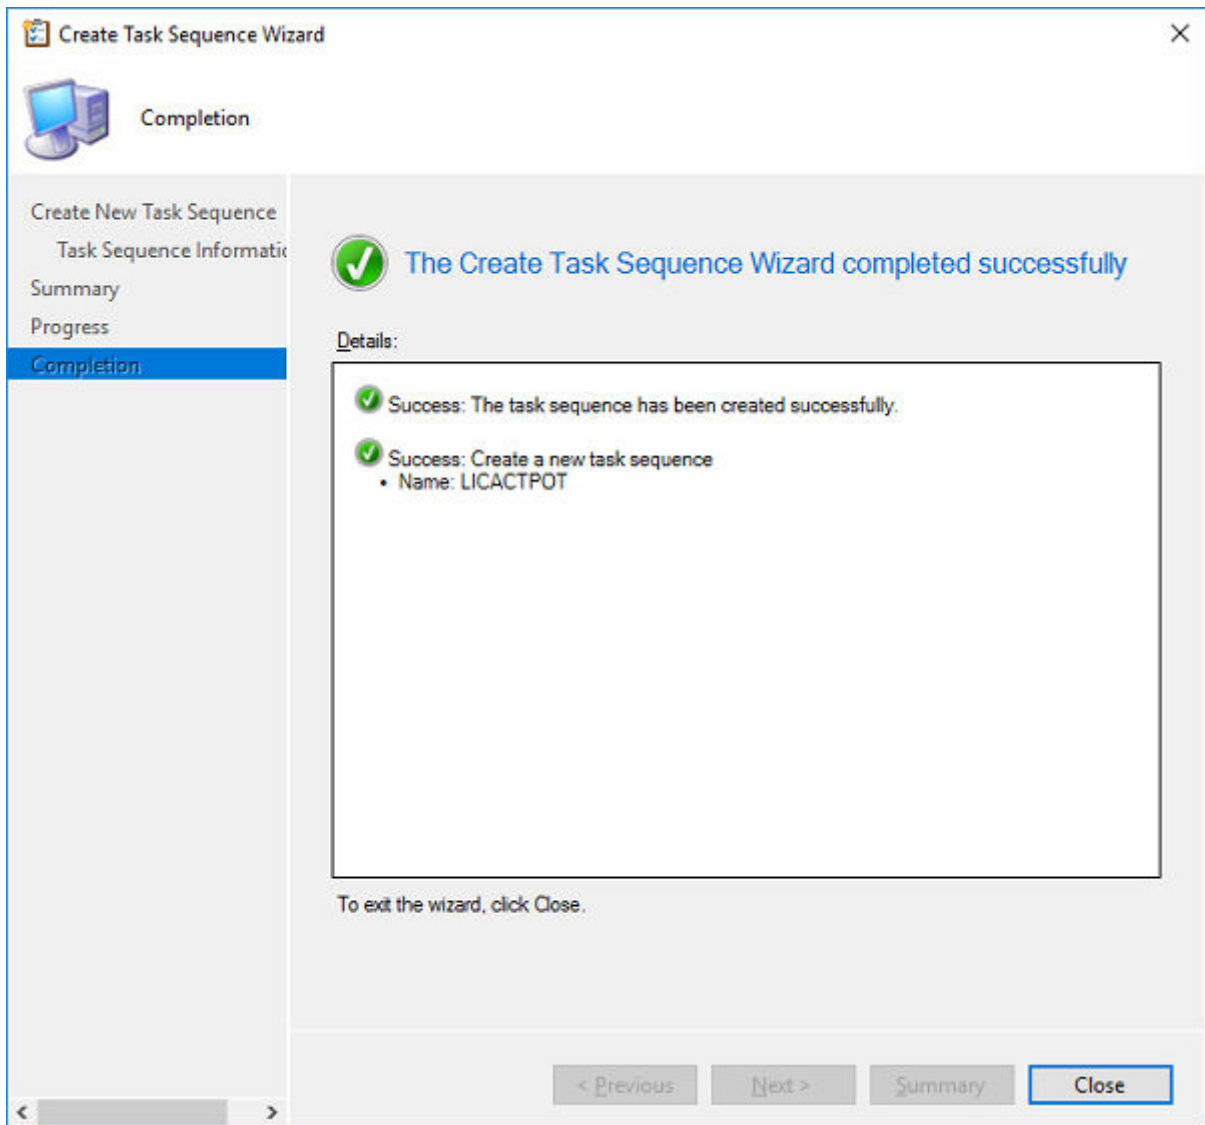 Create Task Sequence Wizard
Completion
Create New Task Sequence
Task Sequence Informatic
Summary
Progress
Completion
The Create Task Sequence Wizard completed successfully
Details:
Success: The task sequence has been created successfully.
Success: Create a new task sequence
• Name: LICACTPOT
To exit the wizard, click Close.
< Previous
Next >
Summary
Close